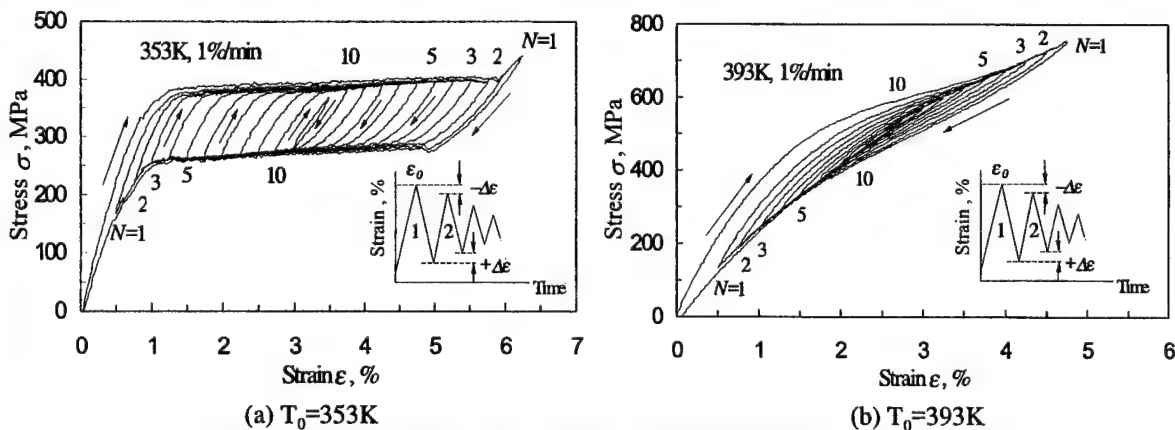 353K, 1%/min
Stress σ, MPa
500
400
300
200
100
0
10
5
3
2
N=1
3
5
10
2
N=1
Strain, %
ε₀
−Δε
1
2
+Δε
Time
0
1
2
3
4
5
6
7
Strain ε, %
(a) T₀=353K
393K, 1%/min
Stress σ, MPa
800
600
400
200
0
10
5
3
2
N=1
10
5
3
2
N=1
Strain, %
ε₀
−Δε
1
2
+Δε
Time
0
1
2
3
4
5
6
Strain ε, %
(b) T₀=393K